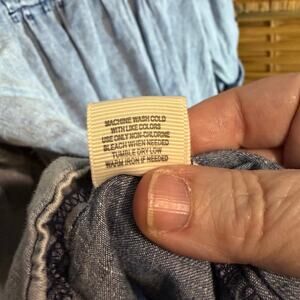 MACHINE WASH COLD
WITH LIKE COLORS
USE ONLY NON-CHLORINE
BLEACH WHEN NEEDED
TUMBLE DRY LOW
WARM IRON IF NEEDED